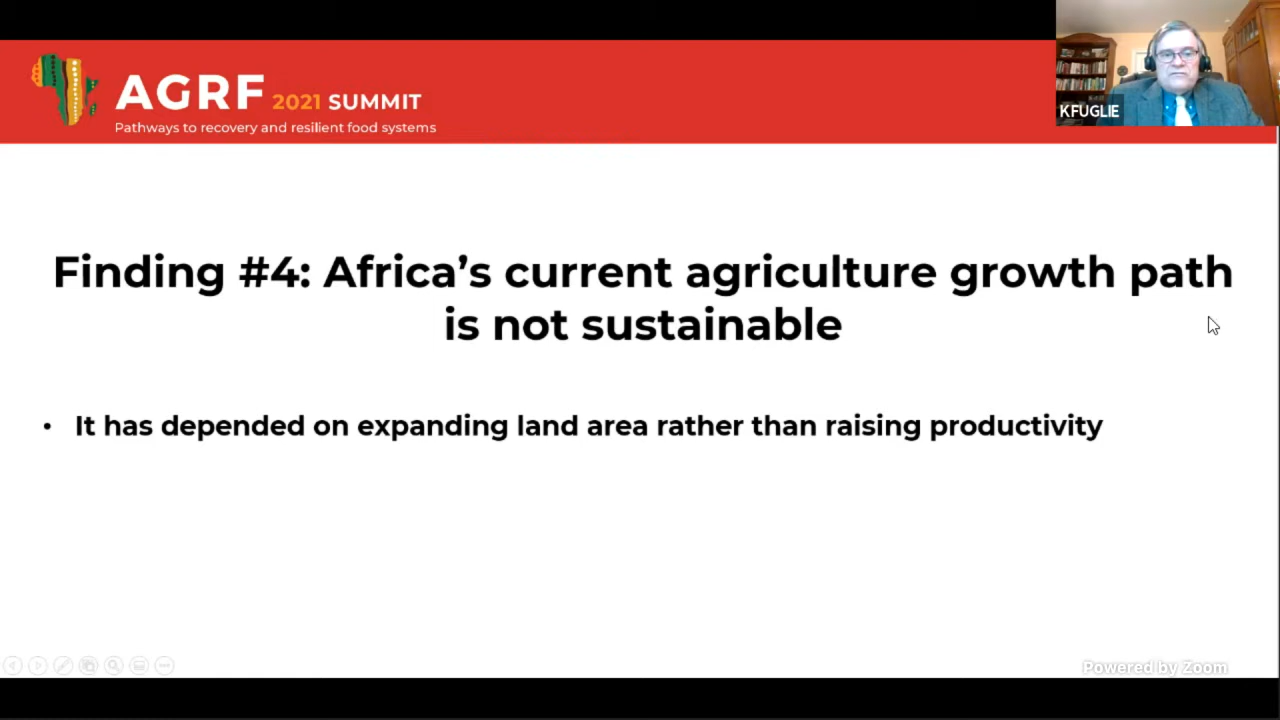 AGRF 2021 SUMMIT
Pathways to recovery and resilient food systems
KFUGLIE
Finding #4: Africa’s current agriculture growth path
is not sustainable
• It has depended on expanding land area rather than raising productivity
Powered by Zoom